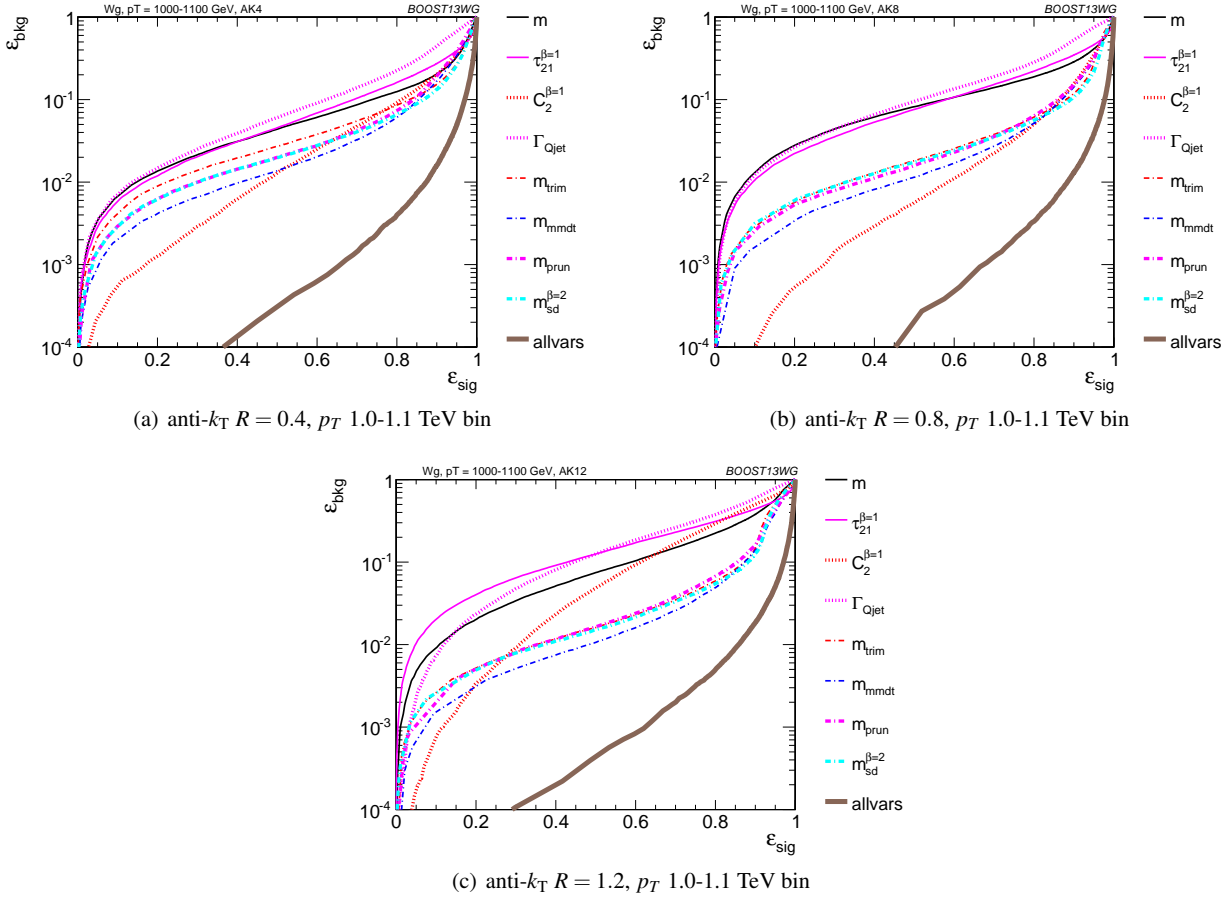 Wg, pT = 1000-1100 GeV, AK4
BOOST13WG
ε_bkg
1
10^-1
10^-2
10^-3
10^-4
0
0.2
0.4
0.6
0.8
1
ε_sig
m
τ_21^β=1
C_2^β=1
Γ_Qjet
m_trim
m_mmdt
m_prun
m_sd^β=2
allvars
(a) anti-k_T R = 0.4, p_T 1.0-1.1 TeV bin
Wg, pT = 1000-1100 GeV, AK8
BOOST13WG
ε_bkg
1
10^-1
10^-2
10^-3
10^-4
0
0.2
0.4
0.6
0.8
1
ε_sig
m
τ_21^β=1
C_2^β=1
Γ_Qjet
m_trim
m_mmdt
m_prun
m_sd^β=2
allvars
(b) anti-k_T R = 0.8, p_T 1.0-1.1 TeV bin
Wg, pT = 1000-1100 GeV, AK12
BOOST13WG
ε_bkg
1
10^-1
10^-2
10^-3
10^-4
0
0.2
0.4
0.6
0.8
1
ε_sig
m
τ_21^β=1
C_2^β=1
Γ_Qjet
m_trim
m_mmdt
m_prun
m_sd^β=2
allvars
(c) anti-k_T R = 1.2, p_T 1.0-1.1 TeV bin